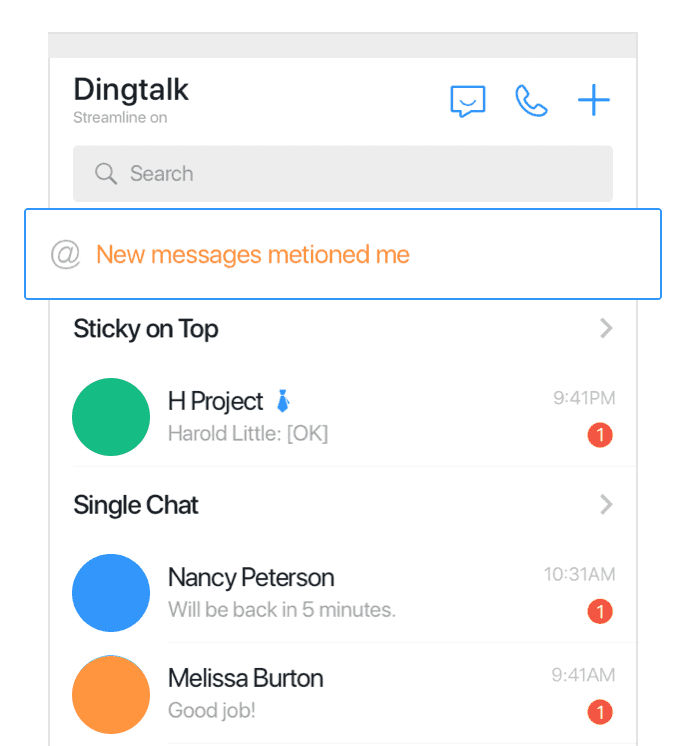 Dingtalk
Streamline on
Search
@ New messages metioned me
Sticky on Top
H Project
9:41PM
Harold Little: [OK]
1
Single Chat
Nancy Peterson
10:31AM
Will be back in 5 minutes.
1
Melissa Burton
9:41AM
Good job!
1